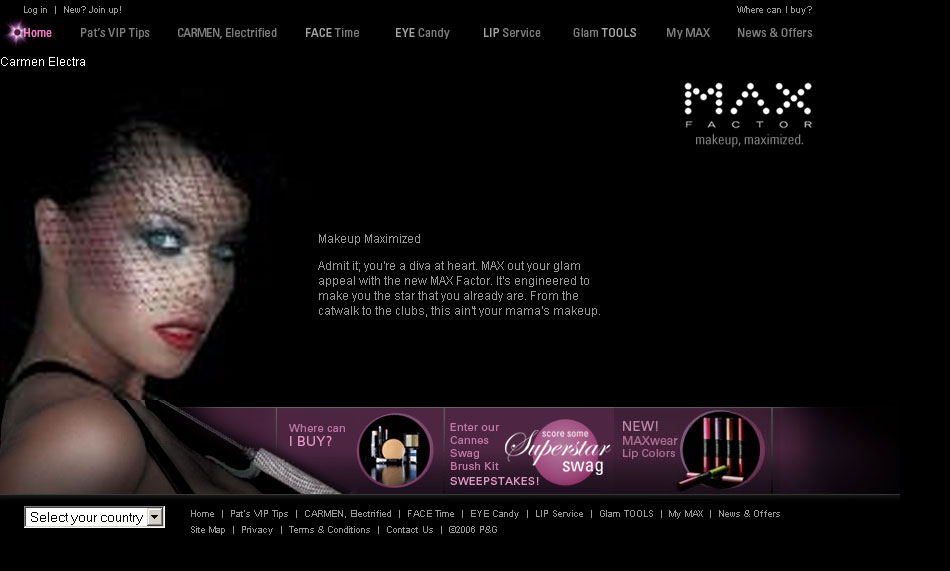 Log in | New? Join up!
Where can I buy?
Home
Pat's VIP Tips
CARMEN, Electrified
FACE Time
EYE Candy
LIP Service
Glam TOOLS
My MAX
News & Offers
Carmen Electra
MAX
FACTOR
makeup, maximized.
Makeup Maximized
Admit it; you're a diva at heart. MAX out your glam
appeal with the new MAX Factor. It's engineered to
make you the star that you already are. From the
catwalk to the clubs, this ain't your mama's makeup.
Where can
I BUY?
Enter our
Cannes
Swag
Brush Kit
SWEEPSTAKES!
score some
Superstar
swag
NEW!
MAXwear
Lip Colors
Select your country
Home | Pat's VIP Tips | CARMEN, Electrified | FACE Time | EYE Candy | LIP Service | Glam TOOLS | My MAX | News & Offers
Site Map | Privacy | Terms & Conditions | Contact Us | ©2006 P&G